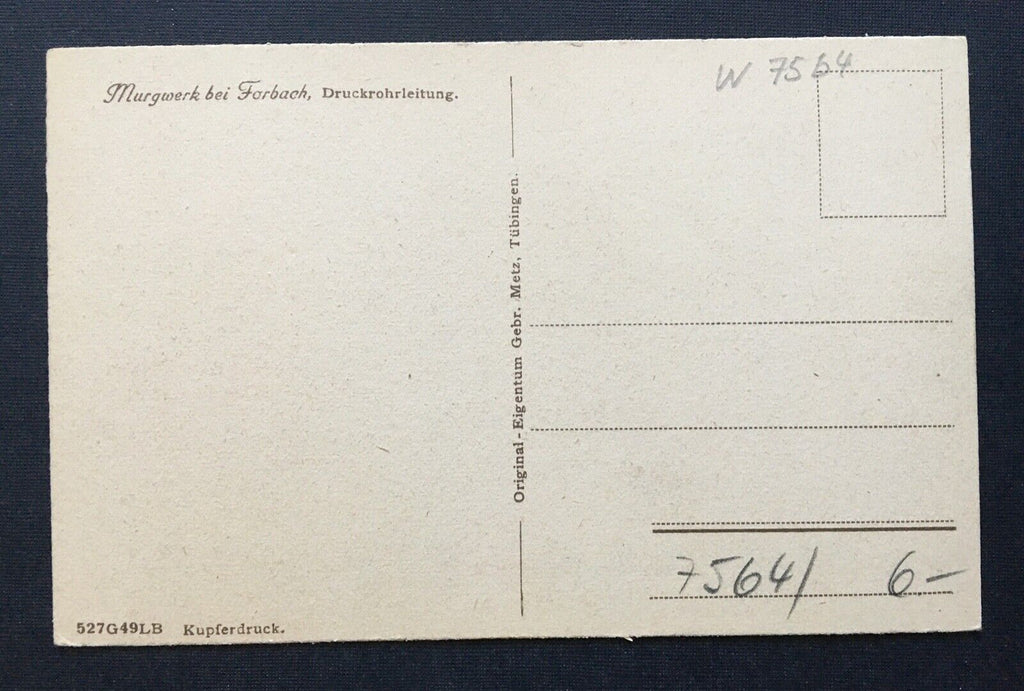 W 7564
Murgwerk bei Forbach, Druckrohrleitung.
Original-Eigentum Gebr. Metz, Tübingen.
7564/ 6-
527G49LB Kupferdruck.